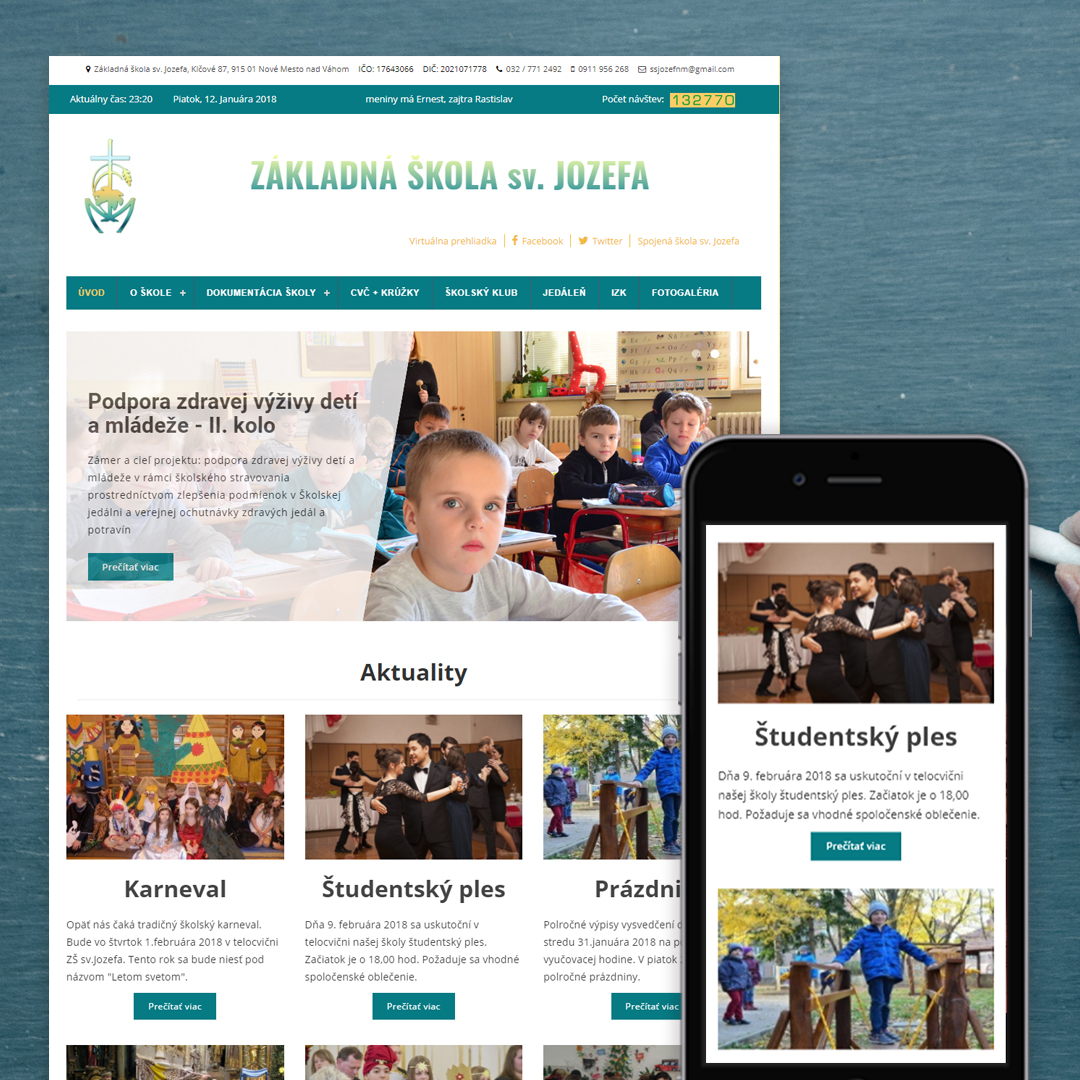 Základná škola sv. Jozefa, Klčové 87, 915 01 Nové Mesto nad Váhom IČO: 17643066 DIČ: 2021071778 032 / 771 2492 0911 956 268 ssjozefnm@gmail.com
Aktuálny čas: 23:20 Piatok, 12. Januára 2018 meniny má Ernest, zajtra Rastislav Počet návštev: 132770
ZÁKLADNÁ ŠKOLA sv. JOZEFA
Virtuálna prehliadka Facebook Twitter Spojená škola sv. Jozefa
ÚVOD O ŠKOLE + DOKUMENTÁCIA ŠKOLY + CVČ + KRÚŽKY ŠKOLSKÝ KLUB JEDÁLEŇ IZK FOTOGALÉRIA
Podpora zdravej výživy detí
a mládeže - II. kolo
Zámer a cieľ projektu: podpora zdravej výživy detí a
mládeže v rámci školského stravovania
prostredníctvom zlepšenia podmienok v Školskej
jedálni a verejnej ochutnávky zdravých jedál a
potravín
Prečítať viac
Aktuality
Karneval
Opäť nás čaká tradičný školský karneval.
Bude vo štvrtok 1.februára 2018 v telocvični
ZŠ sv.Jozefa. Tento rok sa bude niesť pod
názvom "Letom svetom".
Prečítať viac
Študentský ples
Dňa 9. februára 2018 sa uskutoční v
telocvični našej školy študentský ples.
Začiatok je o 18,00 hod. Požaduje sa vhodné
spoločenské oblečenie.
Prečítať viac
Prázdni
Polročné výpisy vysvedčení
stredu 31.januára 2018 na
vyučovacej hodine. V piatok
polročné prázdniny.
Prečítať viac
Študentský ples
Dňa 9. februára 2018 sa uskutoční v telocvični
našej školy študentský ples. Začiatok je o 18,00
hod. Požaduje sa vhodné spoločenské oblečenie.
Prečítať viac